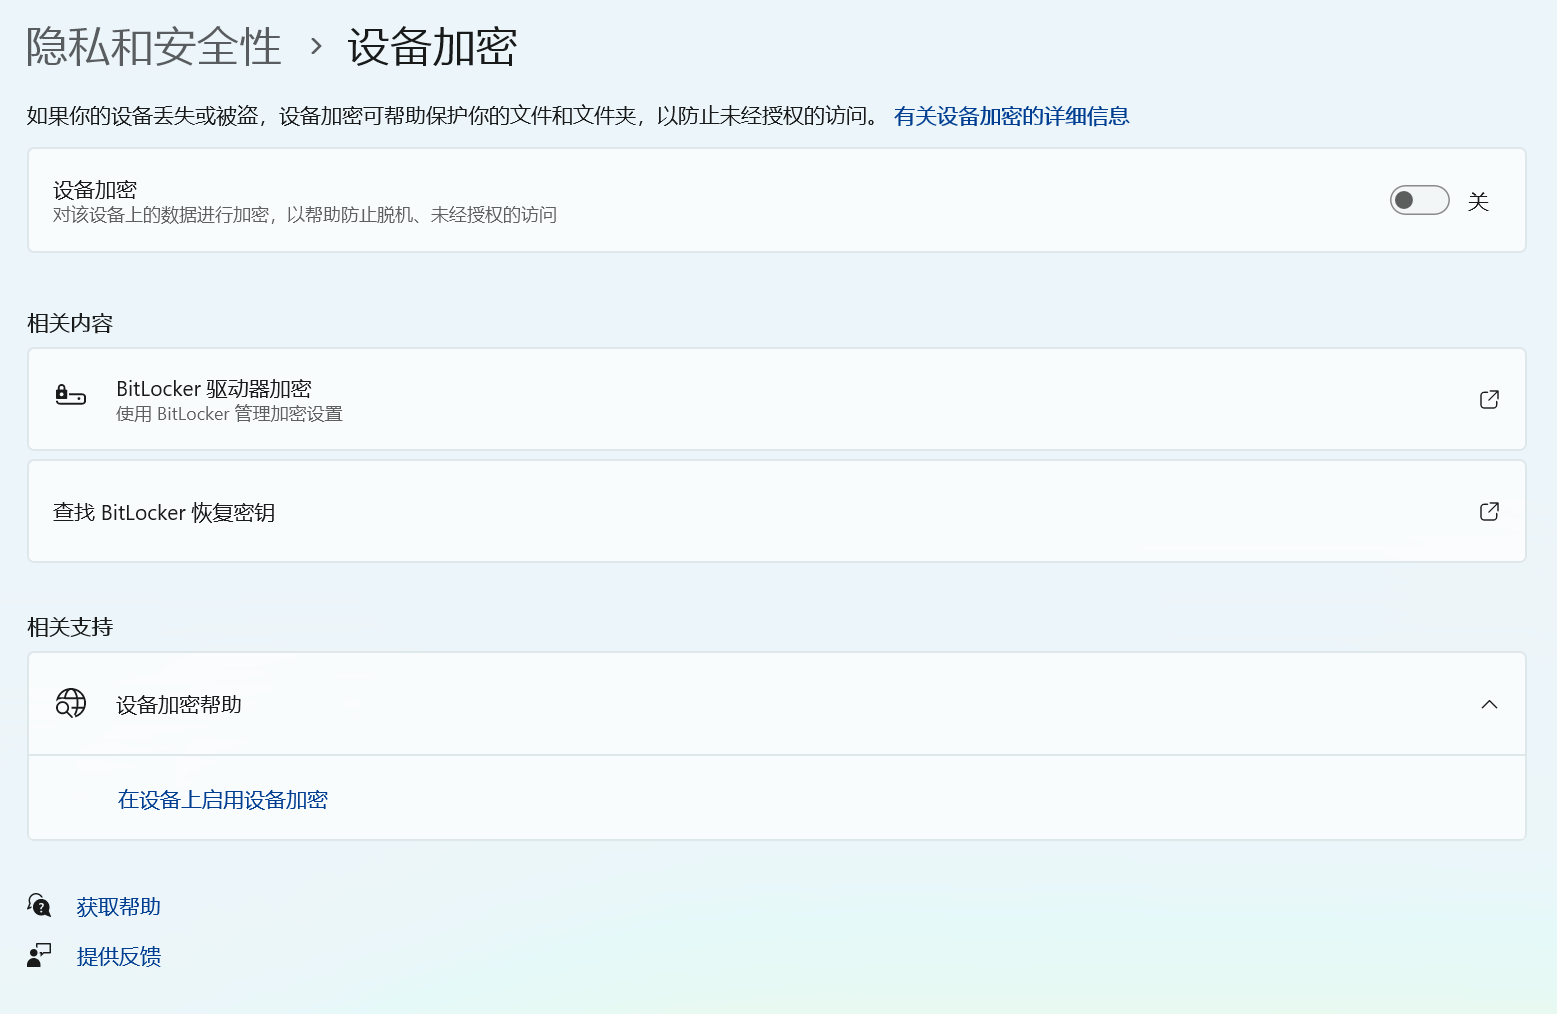 隐私和安全性 › 设备加密
如果你的设备丢失或被盗，设备加密可帮助保护你的文件和文件夹，以防止未经授权的访问。 有关设备加密的详细信息
设备加密
对该设备上的数据进行加密，以帮助防止脱机、未经授权的访问
关
相关内容
BitLocker 驱动器加密
使用 BitLocker 管理加密设置
查找 BitLocker 恢复密钥
相关支持
设备加密帮助
在设备上启用设备加密
获取帮助
提供反馈